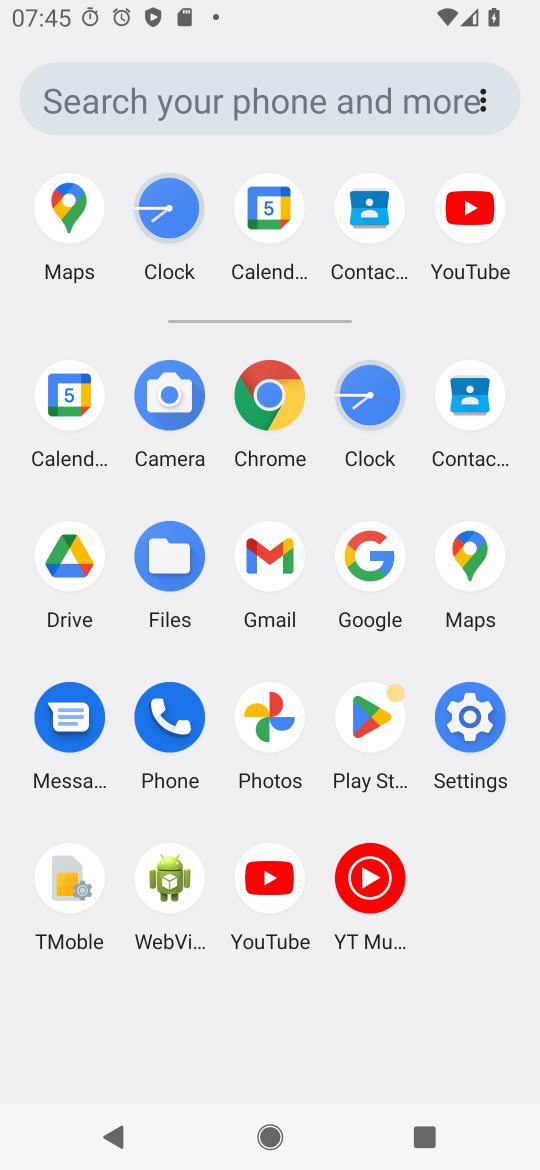 07:45
Search your phone and more
Maps Clock Calend... Contac... YouTube
Calend... Camera Chrome Clock Contac...
Drive Files Gmail Google Maps
Messa... Phone Photos Play St... Settings
TMoble WebVi... YouTube YT Mu...